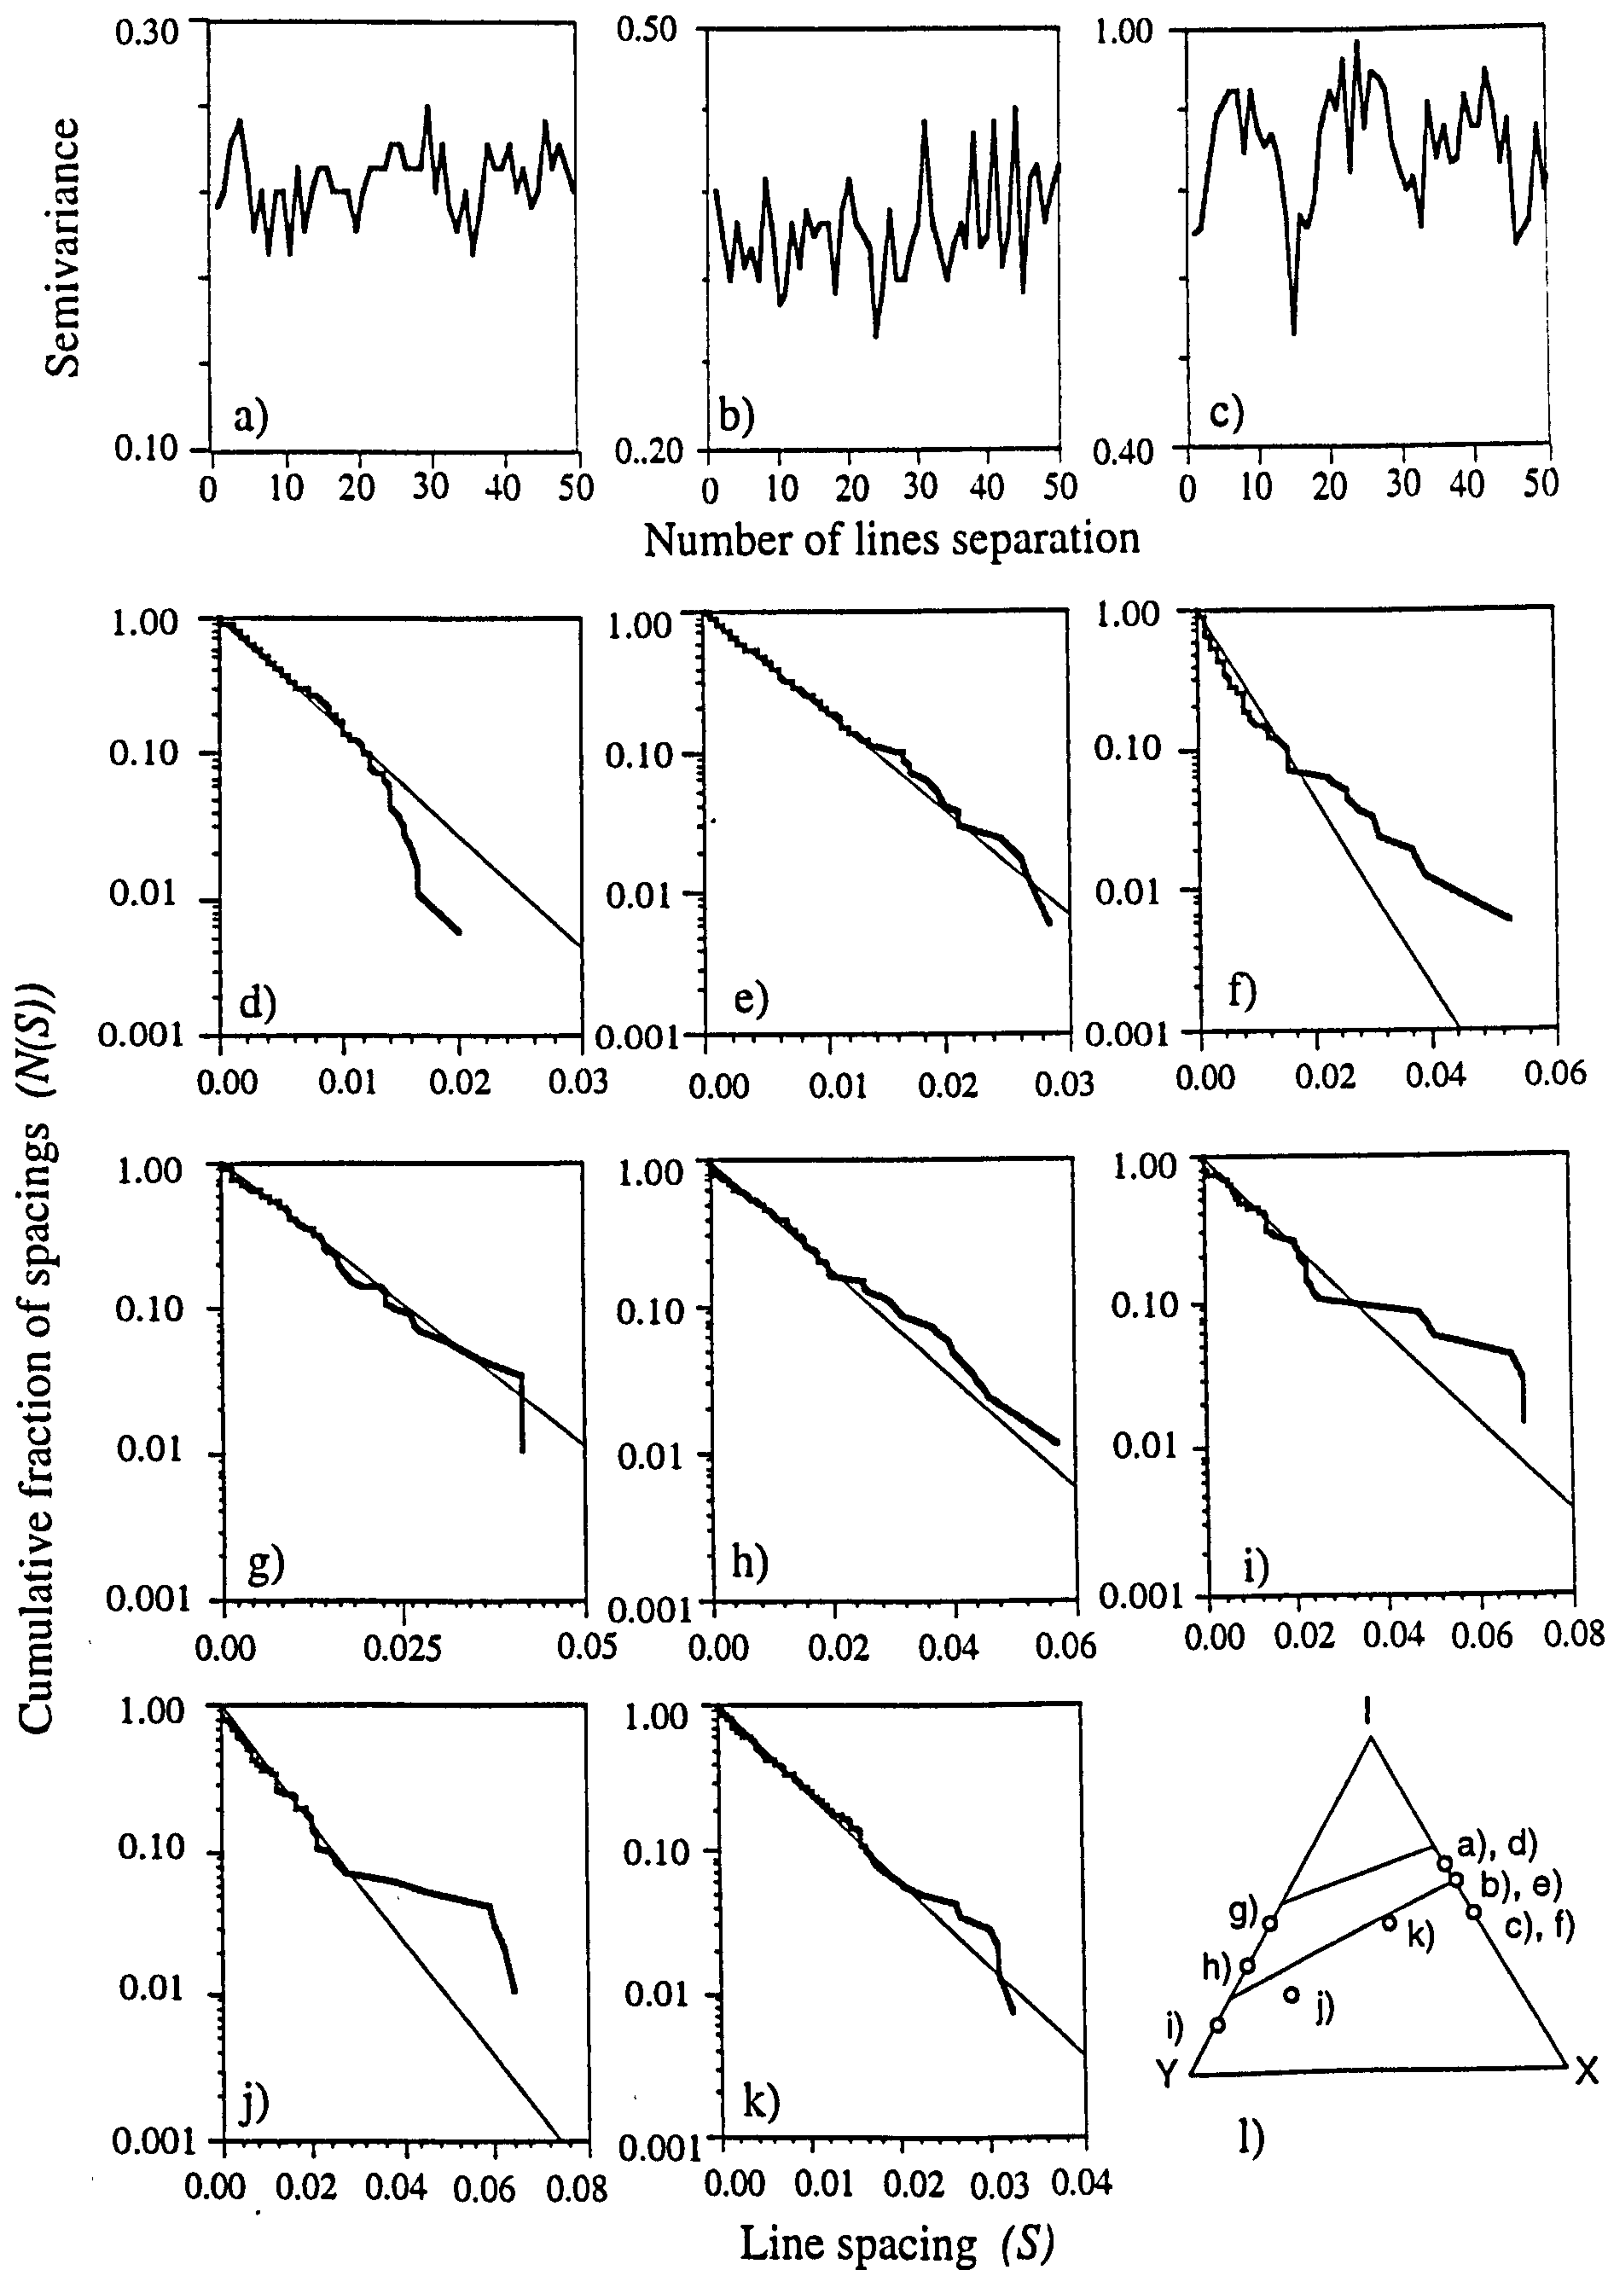 Semivariance
0.30
0.10
a)
0 10 20 30 40 50
0.50
0..20
b)
0 10 20 30 40 50
1.00
0.40
c)
0 10 20 30 40 50
Number of lines separation
Cumulative fraction of spacings (N(S))
1.00
0.10
0.01
0.001
d)
0.00 0.01 0.02 0.03
1.00
0.10
0.01
0.001
e)
0.00 0.01 0.02 0.03
1.00
0.10
0.01
0.001
f)
0.00 0.02 0.04 0.06
1.00
0.10
0.01
0.001
g)
0.00 0.025 0.05
1.00
0.10
0.01
0.001
h)
0.00 0.02 0.04 0.06
1.00
0.10
0.01
0.001
i)
0.00 0.02 0.04 0.06 0.08
1.00
0.10
0.01
0.001
j)
0.00 0.02 0.04 0.06 0.08
1.00
0.10
0.01
0.001
k)
0.00 0.01 0.02 0.03 0.04
I
a), d)
b), e)
c), f)
g)
k)
h)
j)
i)
Y
X
l)
Line spacing (S)